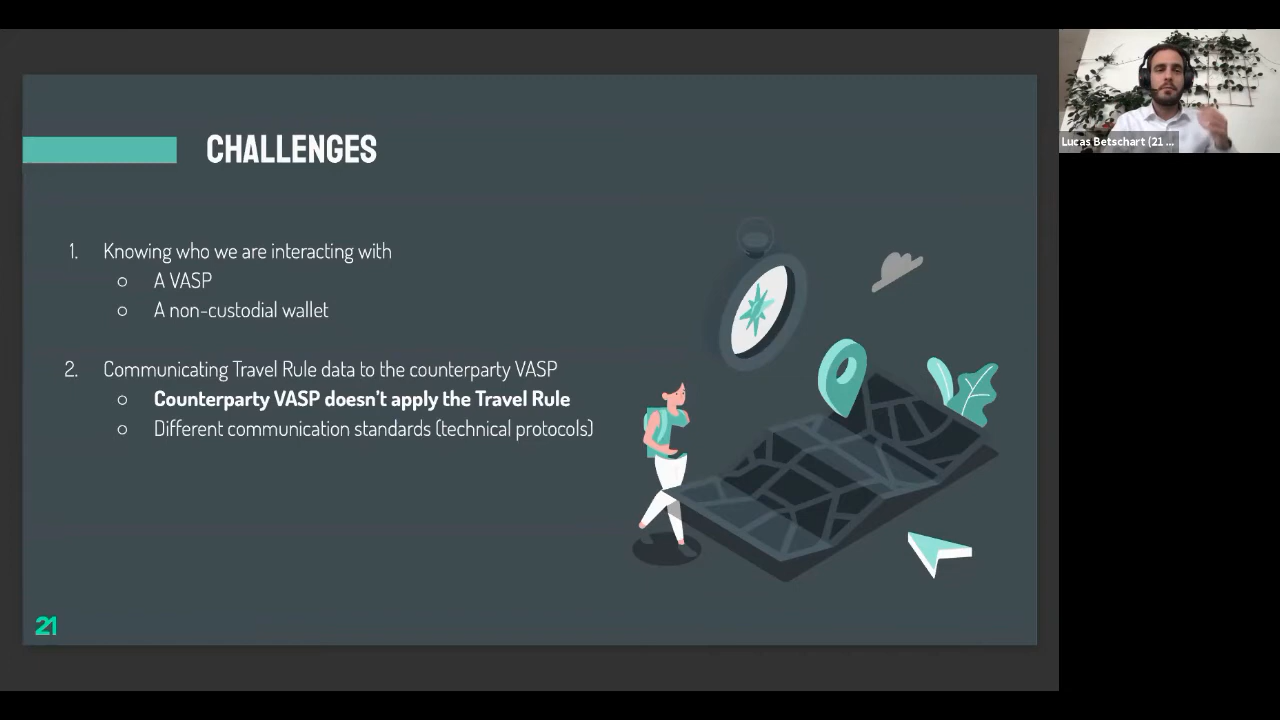 Lucas Betschart (21 ...
CHALLENGES
1. Knowing who we are interacting with
○ A VASP
○ A non-custodial wallet
2. Communicating Travel Rule data to the counterparty VASP
○ Counterparty VASP doesn't apply the Travel Rule
○ Different communication standards (technical protocols)
21